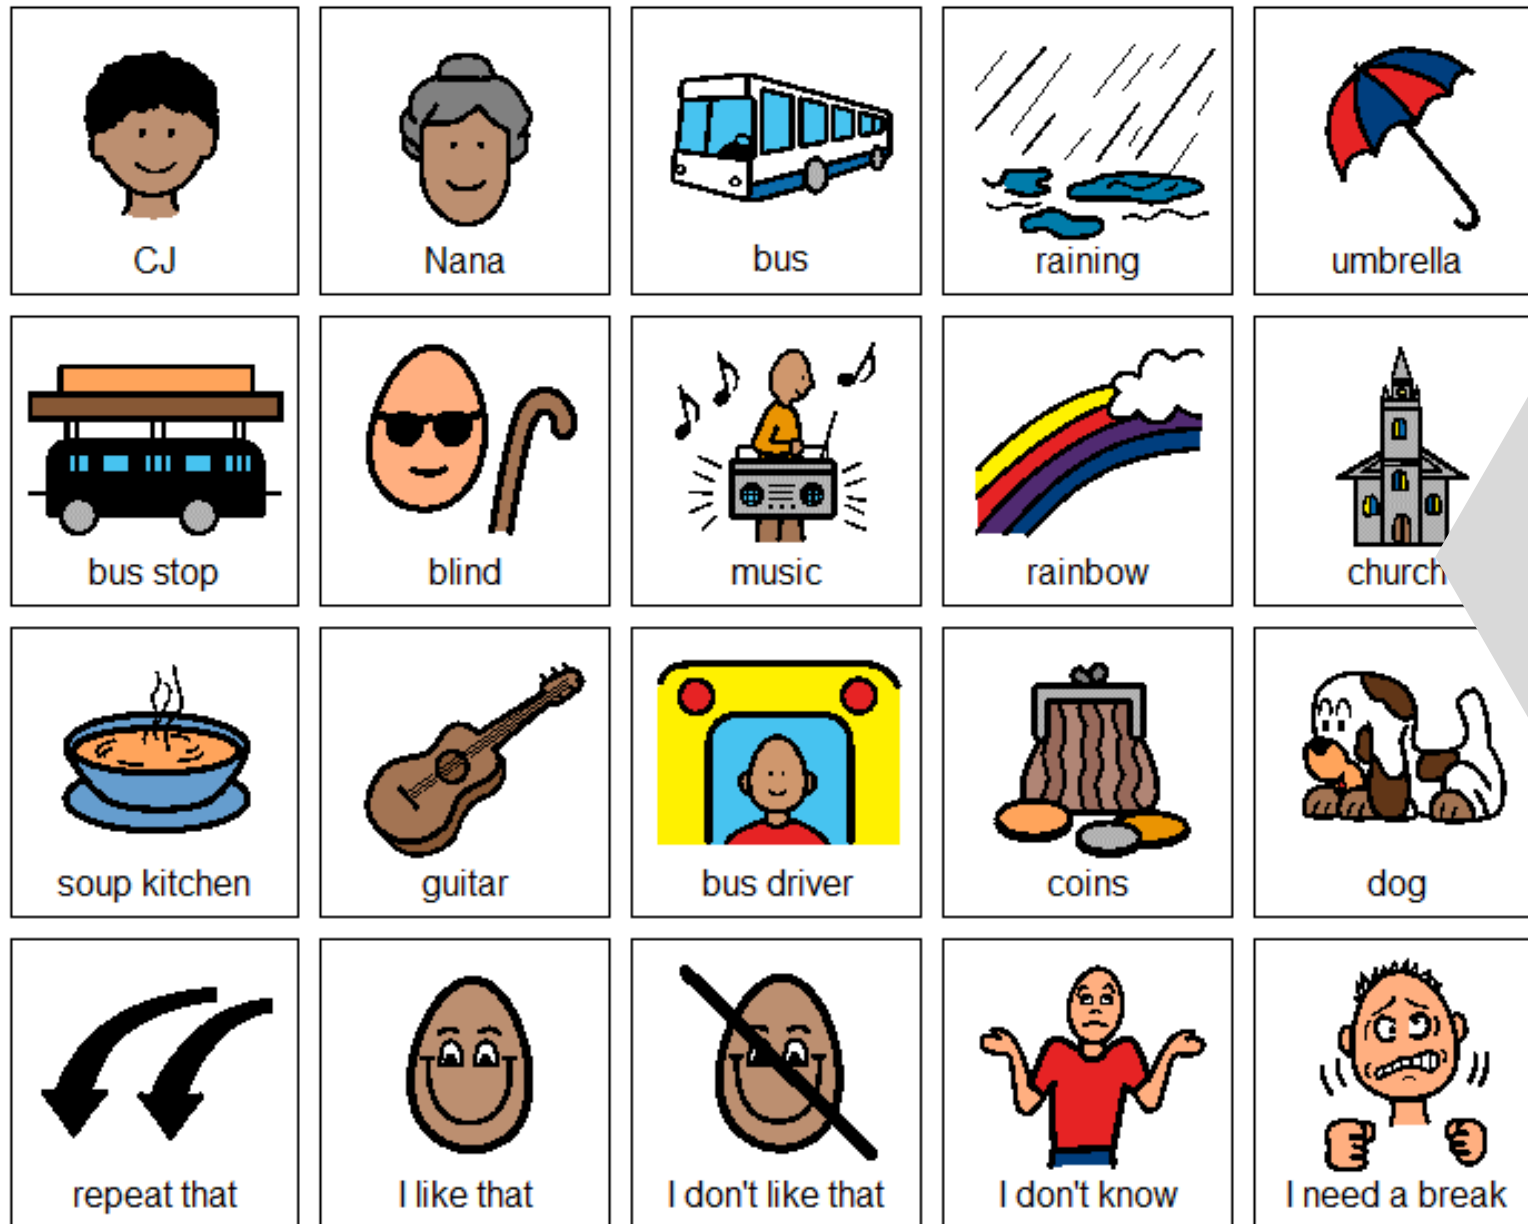 CJ
Nana
bus
raining
umbrella
bus stop
blind
music
rainbow
church
soup kitchen
guitar
bus driver
coins
dog
repeat that
I like that
I don't like that
I don't know
I need a break